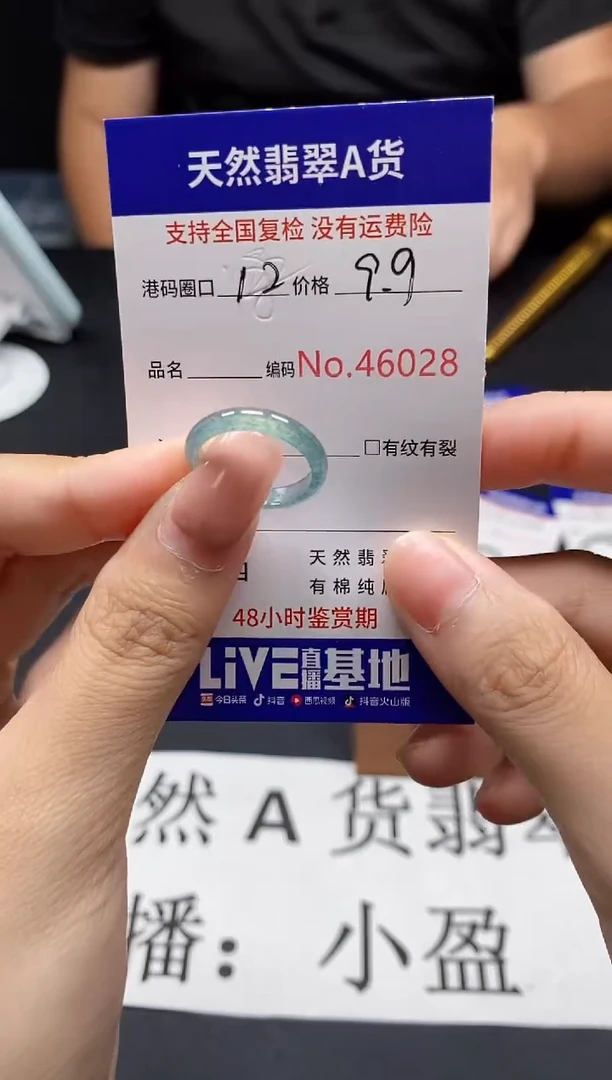 天然翡翠A货
支持全国复检 没有运费险
港码圈口 12 价格 9.9
品名 编码 No.46028
□有纹有裂
天然翡
有棉纯
48小时鉴赏期
LiVE直播基地
今日头条 抖音 西瓜视频 抖音火山版
然 A 货翡
播：小盈